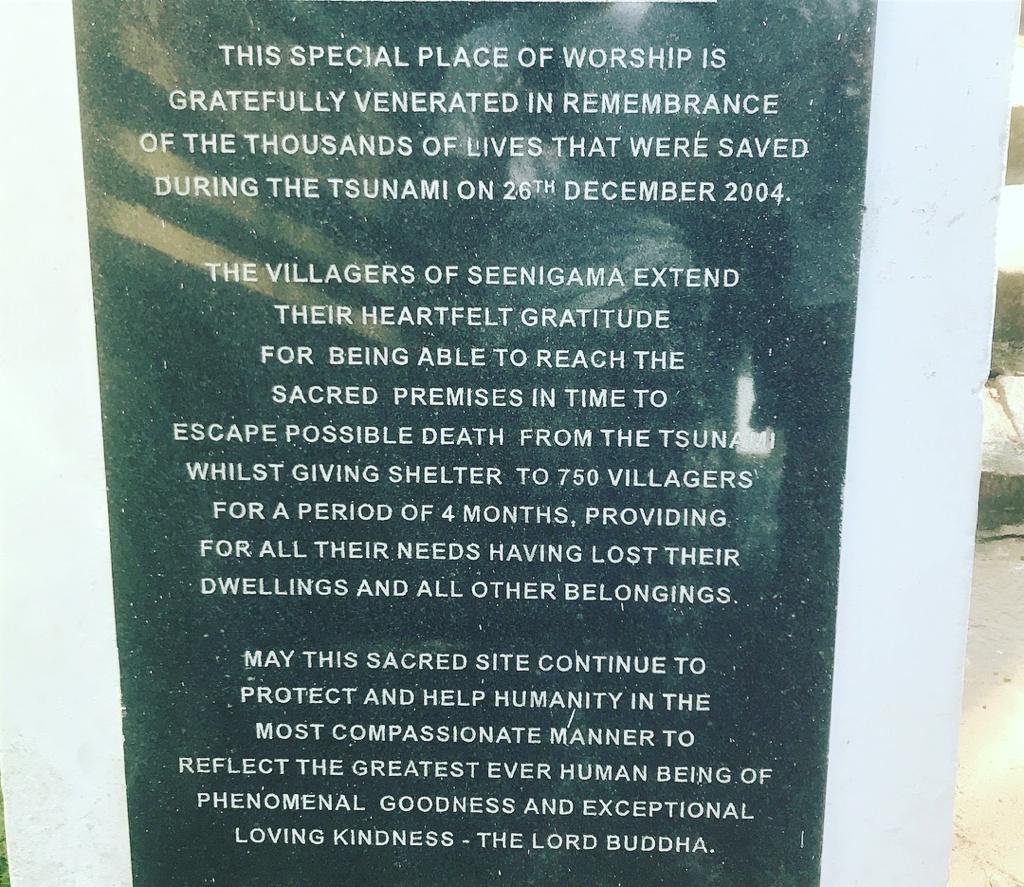 THIS SPECIAL PLACE OF WORSHIP IS
GRATEFULLY VENERATED IN REMEMBRANCE
OF THE THOUSANDS OF LIVES THAT WERE SAVED
DURING THE TSUNAMI ON 26TH DECEMBER 2004.
THE VILLAGERS OF SEENIGAMA EXTEND
THEIR HEARTFELT GRATITUDE
FOR BEING ABLE TO REACH THE
SACRED PREMISES IN TIME TO
ESCAPE POSSIBLE DEATH FROM THE TSUNAMI
WHILST GIVING SHELTER TO 750 VILLAGERS
FOR A PERIOD OF 4 MONTHS, PROVIDING
FOR ALL THEIR NEEDS HAVING LOST THEIR
DWELLINGS AND ALL OTHER BELONGINGS.
MAY THIS SACRED SITE CONTINUE TO
PROTECT AND HELP HUMANITY IN THE
MOST COMPASSIONATE MANNER TO
REFLECT THE GREATEST EVER HUMAN BEING OF
PHENOMENAL GOODNESS AND EXCEPTIONAL
LOVING KINDNESS - THE LORD BUDDHA.